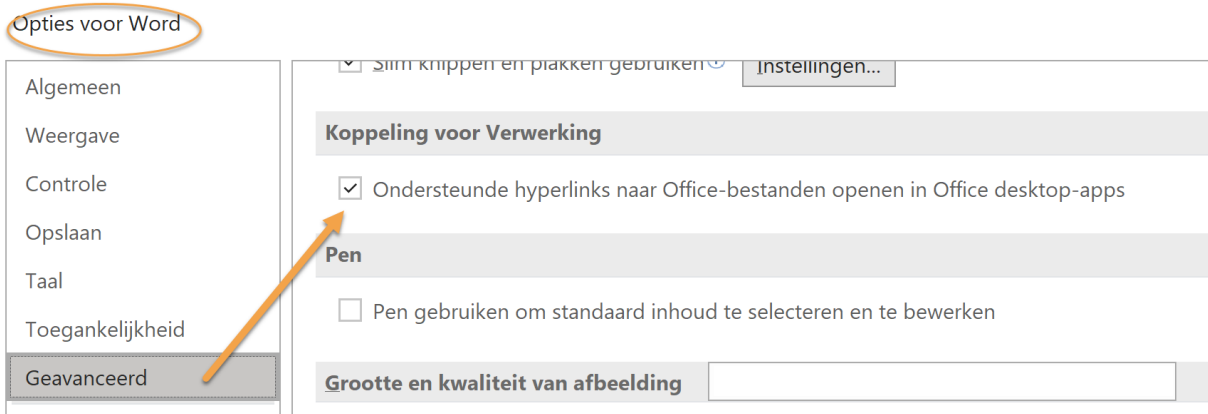 Opties voor Word
Algemeen
Weergave
Controle
Opslaan
Taal
Toegankelijkheid
Geavanceerd
Slim knippen en plakken gebruiken
Instellingen...
Koppeling voor Verwerking
Ondersteunde hyperlinks naar Office-bestanden openen in Office desktop-apps
Pen
Pen gebruiken om standaard inhoud te selecteren en te bewerken
Grootte en kwaliteit van afbeelding